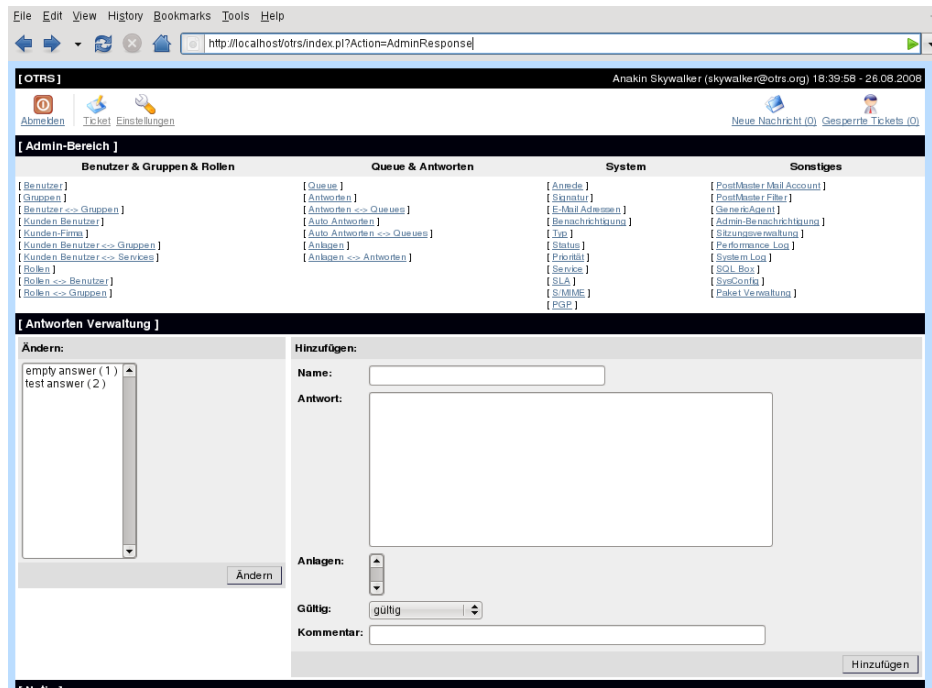 File Edit View History Bookmarks Tools Help
http://localhost/otrs/index.pl?Action=AdminResponse
[ OTRS ] Anakin Skywalker (skywalker@otrs.org) 18:39:58 - 26.08.2008
Abmelden Ticket Einstellungen Neue Nachricht (0) Gesperrte Tickets (0)
[ Admin-Bereich ]
Benutzer & Gruppen & Rollen Queue & Antworten System Sonstiges
[ Benutzer ] [ Queue ] [ Anrede ] [ PostMaster Mail Account ]
[ Gruppen ] [ Antworten ] [ Signatur ] [ PostMaster Filter ]
[ Benutzer <-> Gruppen ] [ Antworten <-> Queues ] [ E-Mail Adressen ] [ GenericAgent ]
[ Kunden Benutzer ] [ Auto Antworten ] [ Benachrichtigung ] [ Admin-Benachrichtigung ]
[ Kunden-Firma ] [ Auto Antworten <-> Queues ] [ Typ ] [ Sitzungsverwaltung ]
[ Kunden Benutzer <-> Gruppen ] [ Anlagen ] [ Status ] [ Performance Log ]
[ Kunden Benutzer <-> Services ] [ Anlagen <-> Antworten ] [ Priorität ] [ System Log ]
[ Rollen ] [ Service ] [ SQL Box ]
[ Rollen <-> Benutzer ] [ SLA ] [ SysConfig ]
[ Rollen <-> Gruppen ] [ S/MIME ] [ Paket Verwaltung ]
[ PGP ]
[ Antworten Verwaltung ]
Ändern: Hinzufügen:
empty answer ( 1 )
test answer ( 2 )
Ändern
Name:
Antwort:
Anlagen:
Gültig: gültig
Kommentar:
Hinzufügen